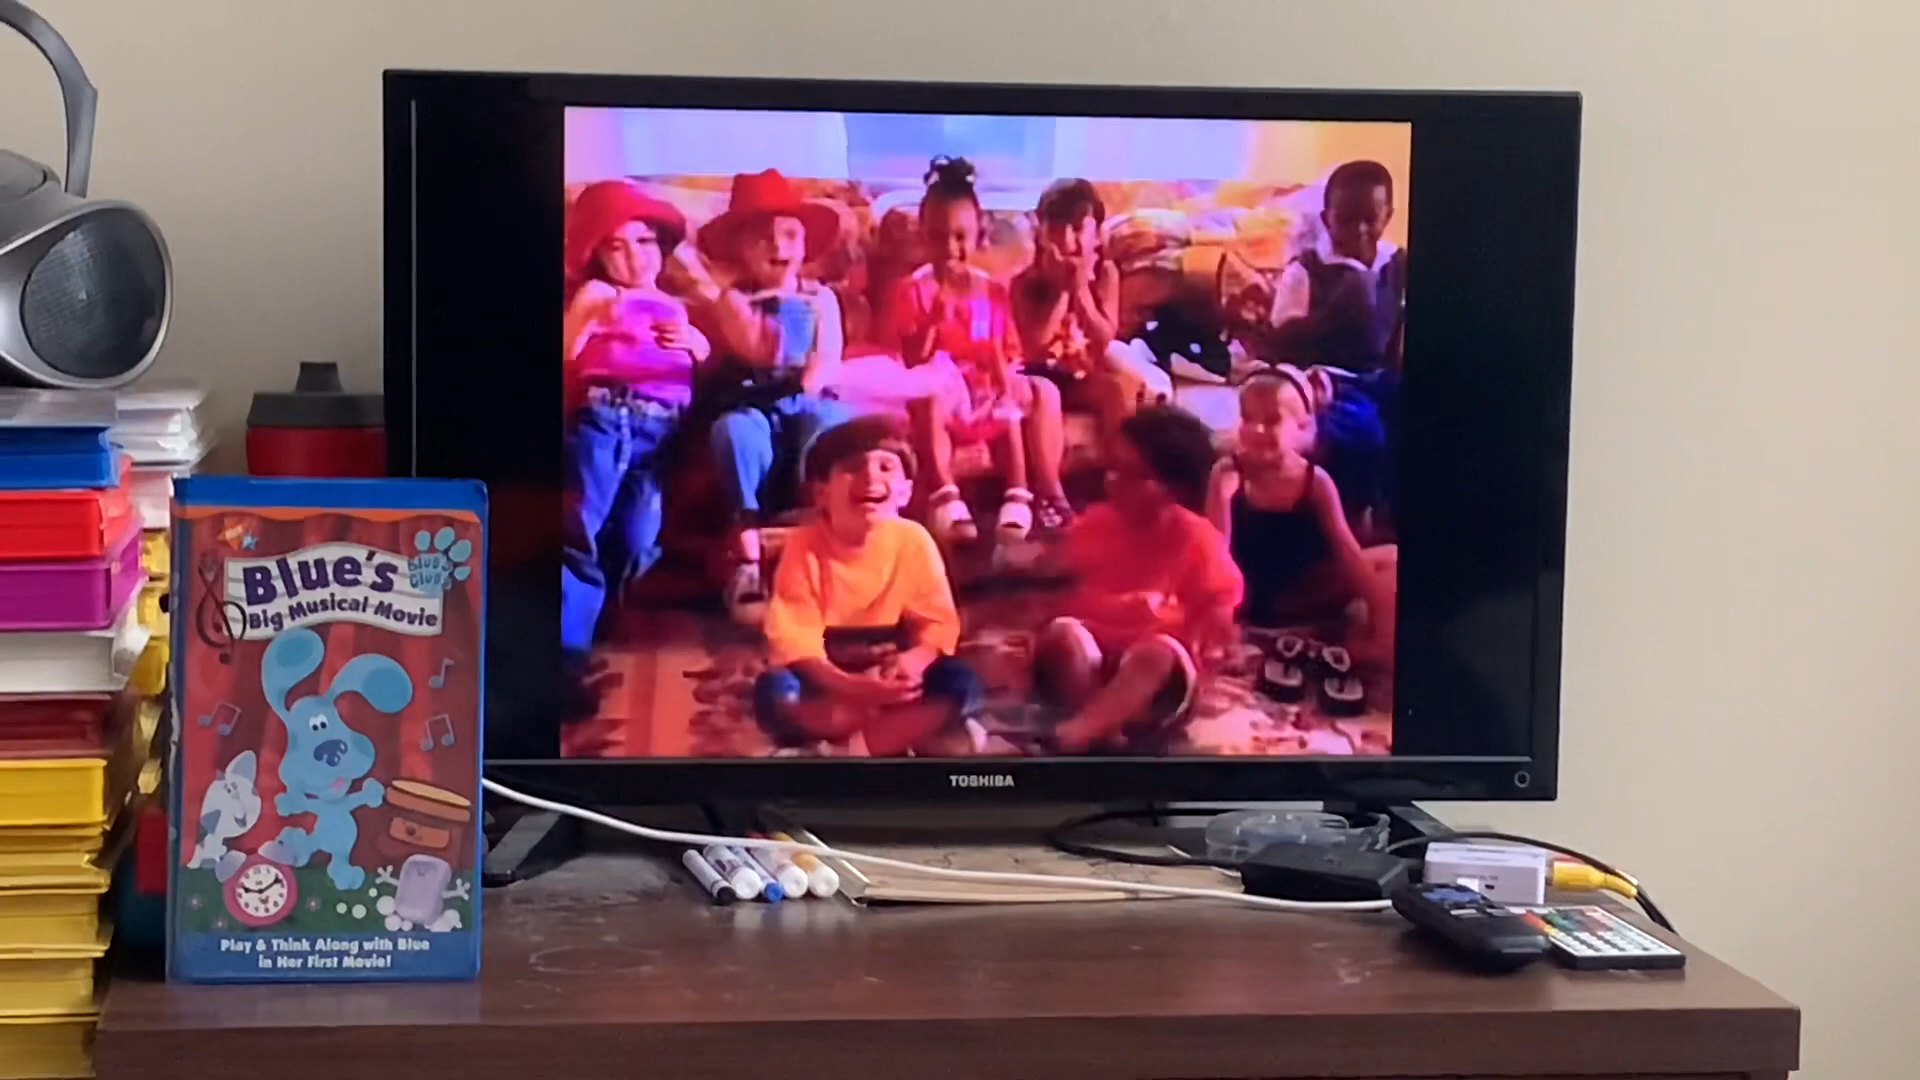 Blue's
Big Musical Movie
Blue's
Clues
Play & Think Along with Blue
in Her First Movie!
TOSHIBA